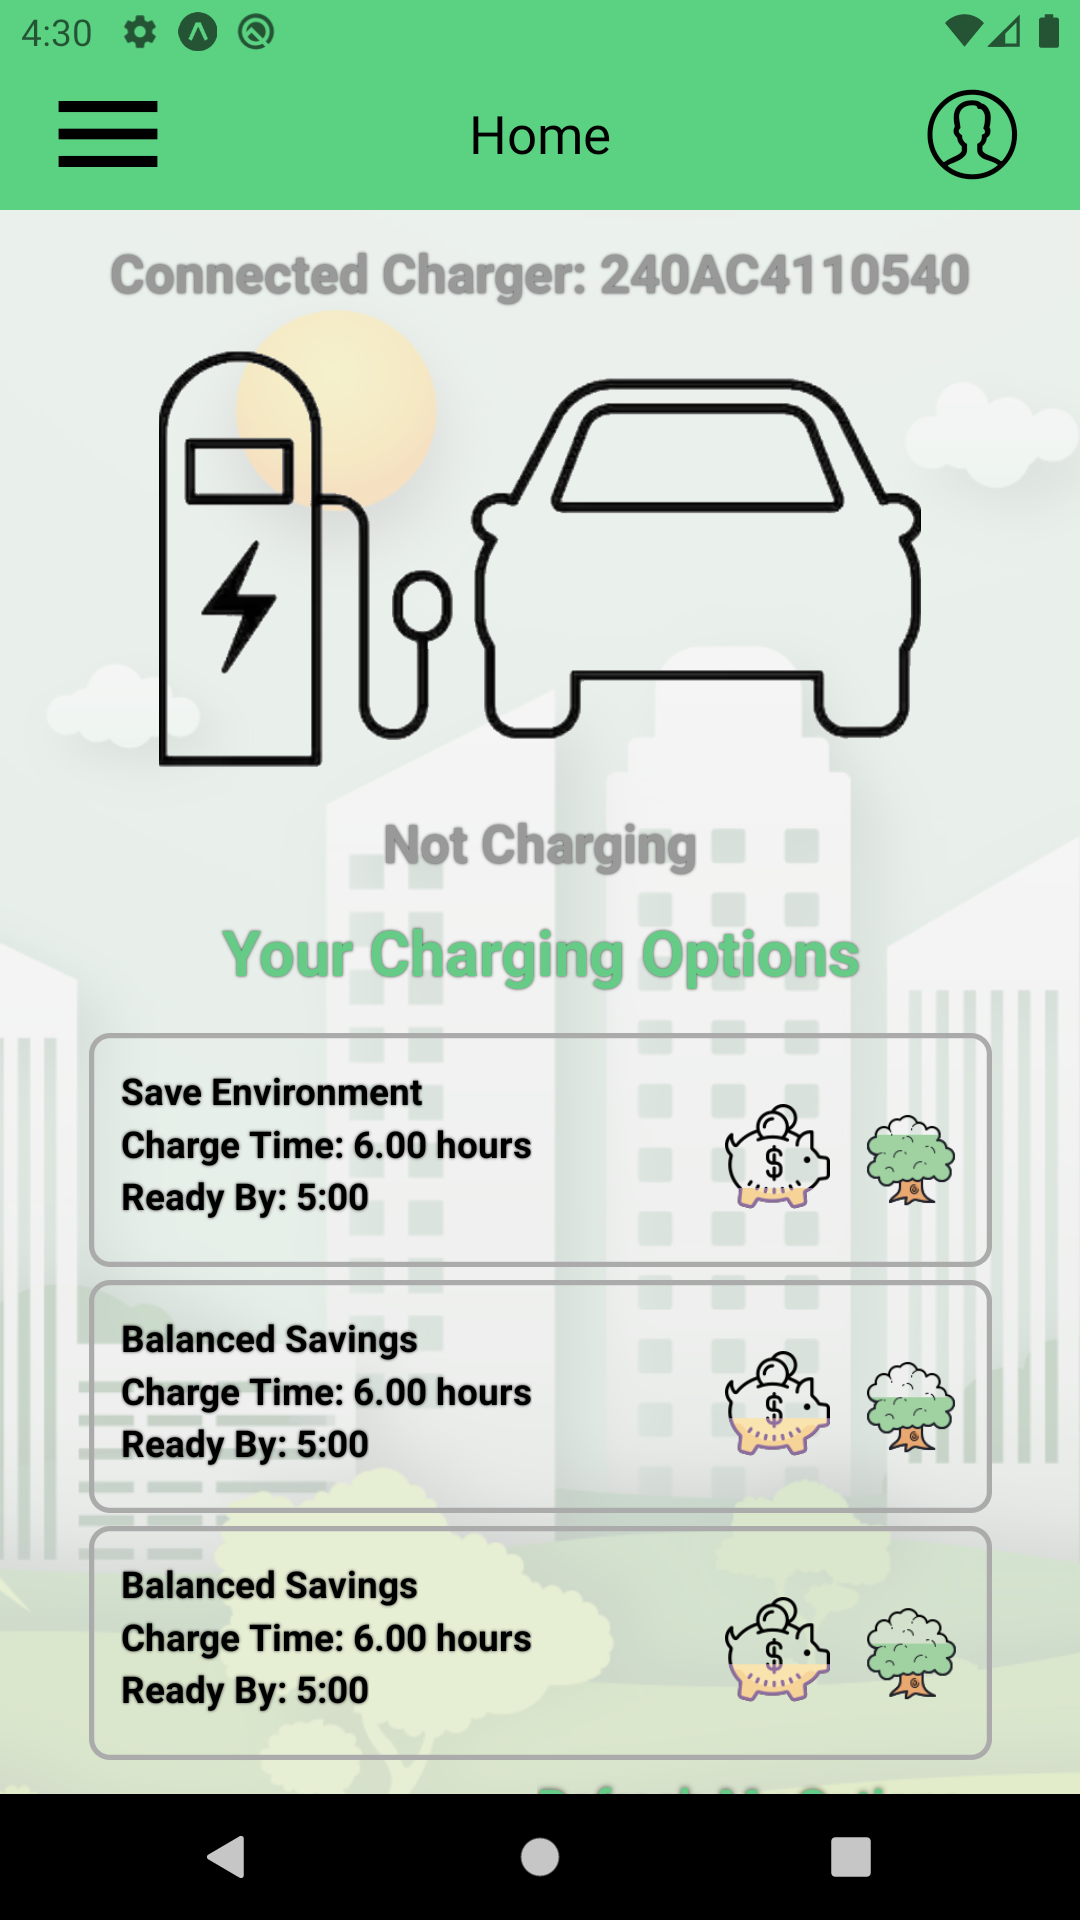 4:30
Home
Connected Charger: 240AC4110540
Not Charging
Your Charging Options
Save Environment
Charge Time: 6.00 hours
Ready By: 5:00
$
Balanced Savings
Charge Time: 6.00 hours
Ready By: 5:00
$
Balanced Savings
Charge Time: 6.00 hours
Ready By: 5:00
$